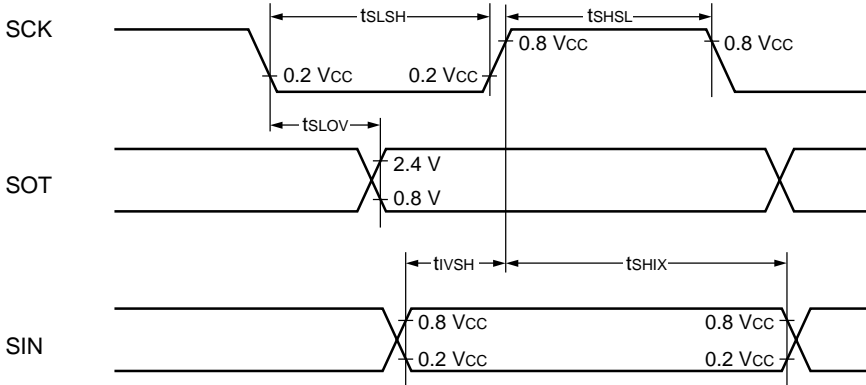 SCK
tSLSH
tSHSL
0.8 VCC
0.8 VCC
0.2 VCC
0.2 VCC
tSLOV
SOT
2.4 V
0.8 V
tIVSH
tSHIX
SIN
0.8 VCC
0.8 VCC
0.2 VCC
0.2 VCC